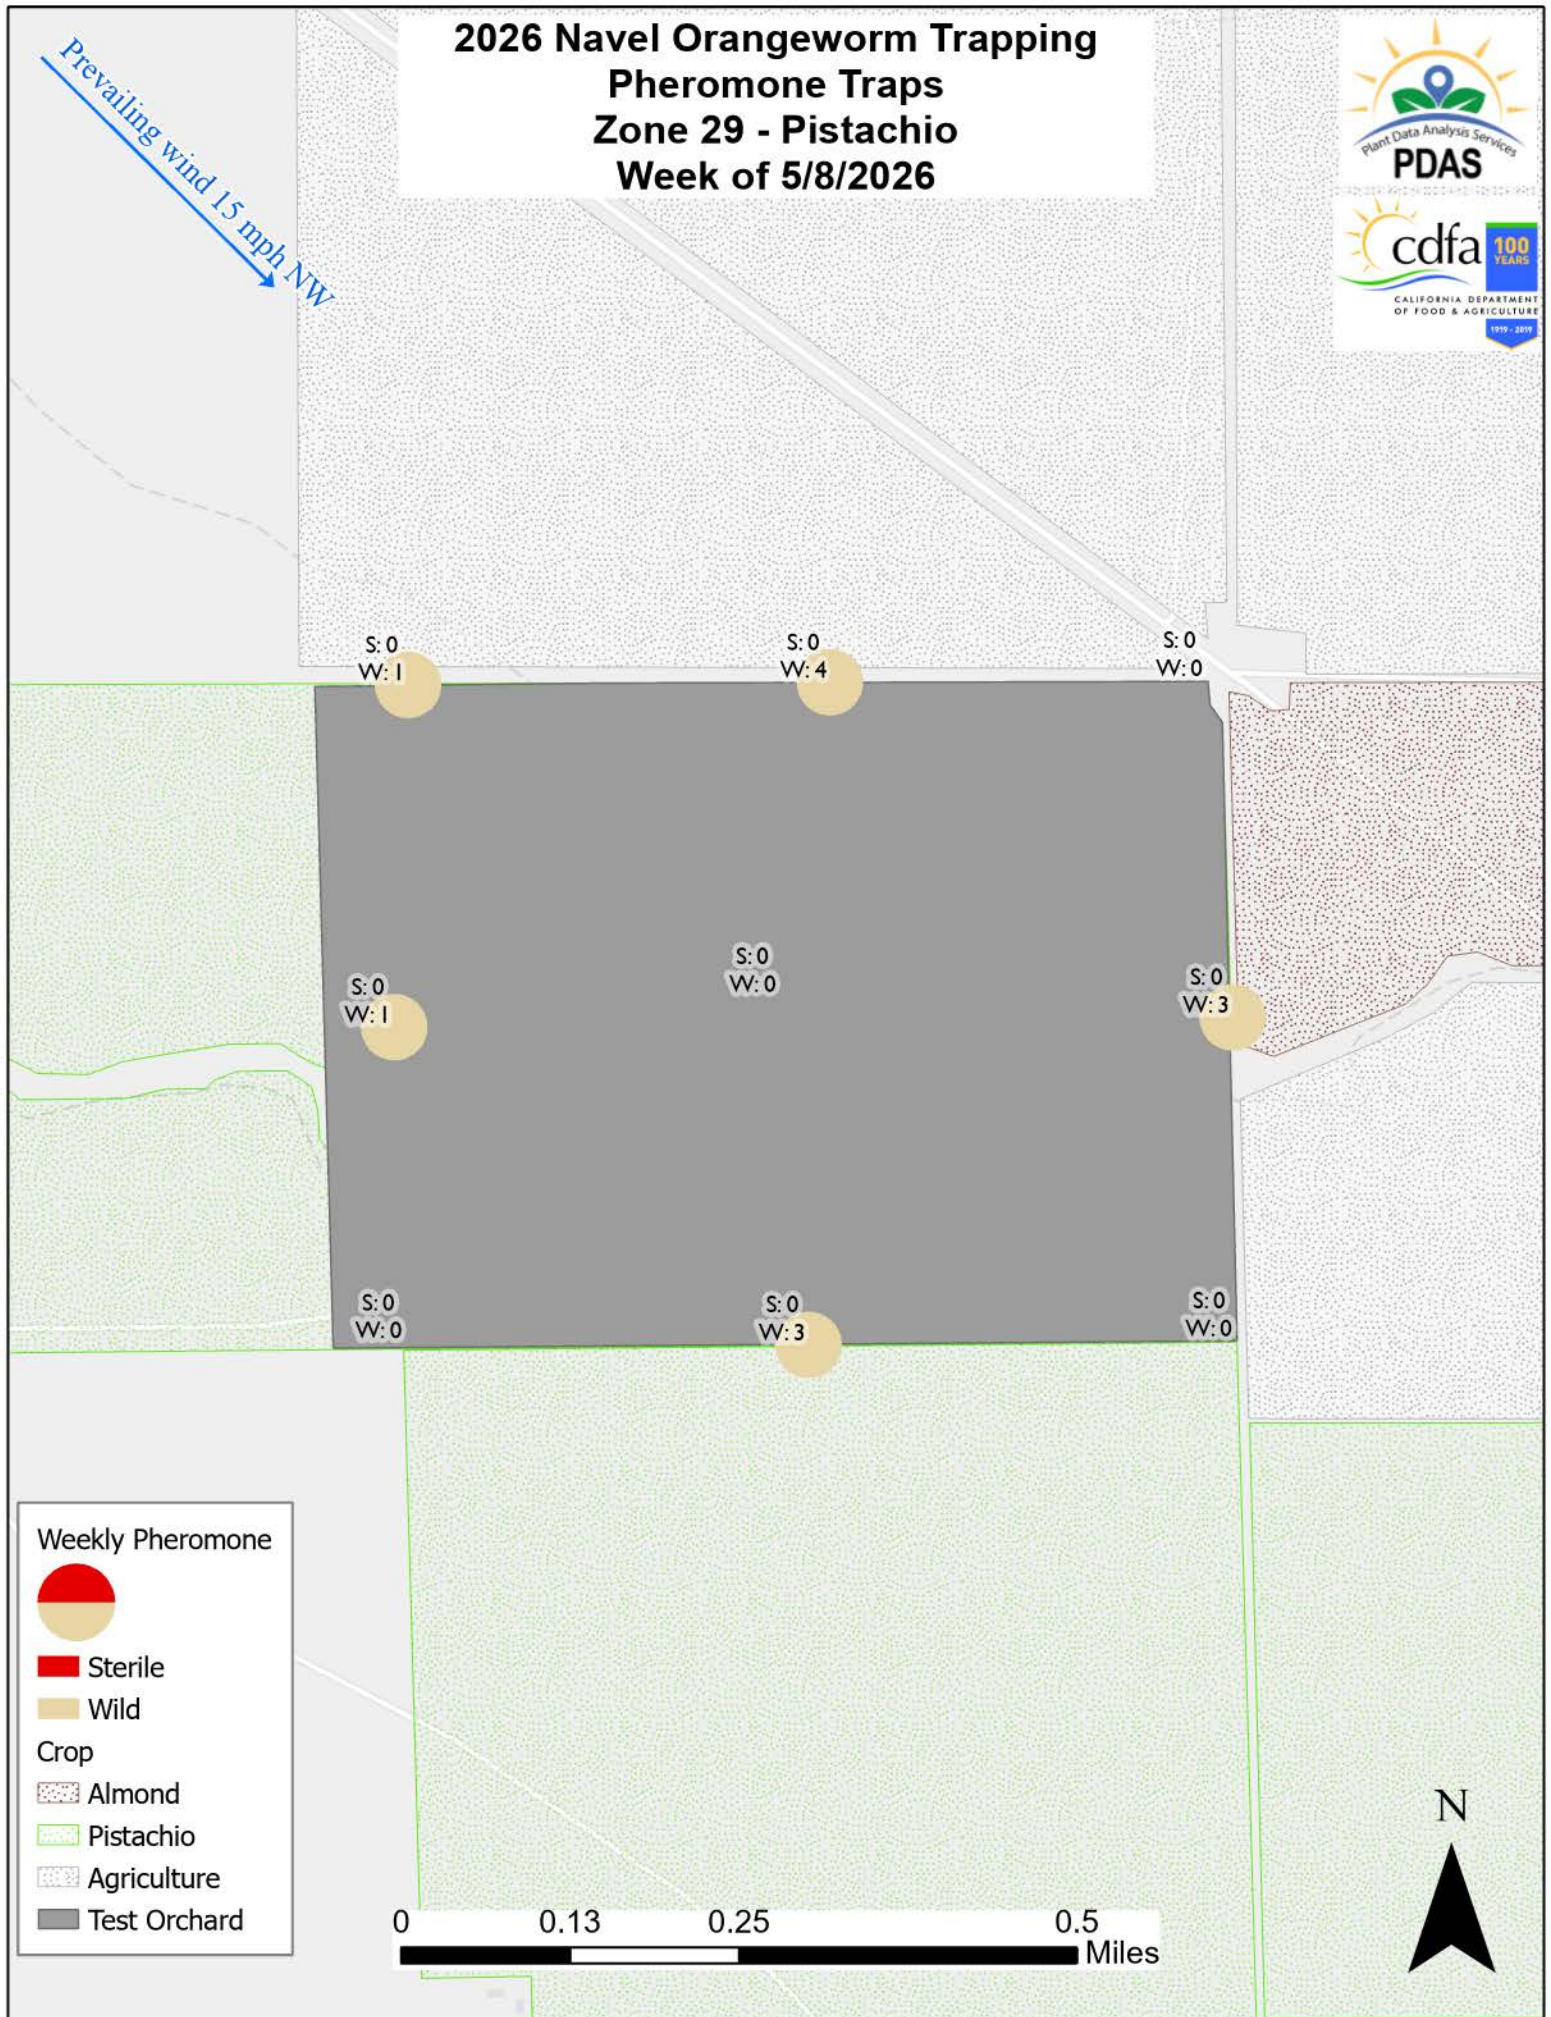 2026 Navel Orangeworm Trapping
Pheromone Traps
Zone 29 - Pistachio
Week of 5/8/2026
Prevailing wind 15 mph NW
Plant Data Analysis Services
PDAS
cdfa
100
YEARS
CALIFORNIA DEPARTMENT
OF FOOD & AGRICULTURE
1919 - 2019
S: 0
W: 1
S: 0
W: 4
S: 0
W: 0
S: 0
W: 1
S: 0
W: 0
S: 0
W: 3
S: 0
W: 0
S: 0
W: 3
S: 0
W: 0
Weekly Pheromone
Sterile
Wild
Crop
Almond
Pistachio
Agriculture
Test Orchard
0 0.13 0.25 0.5
Miles
N